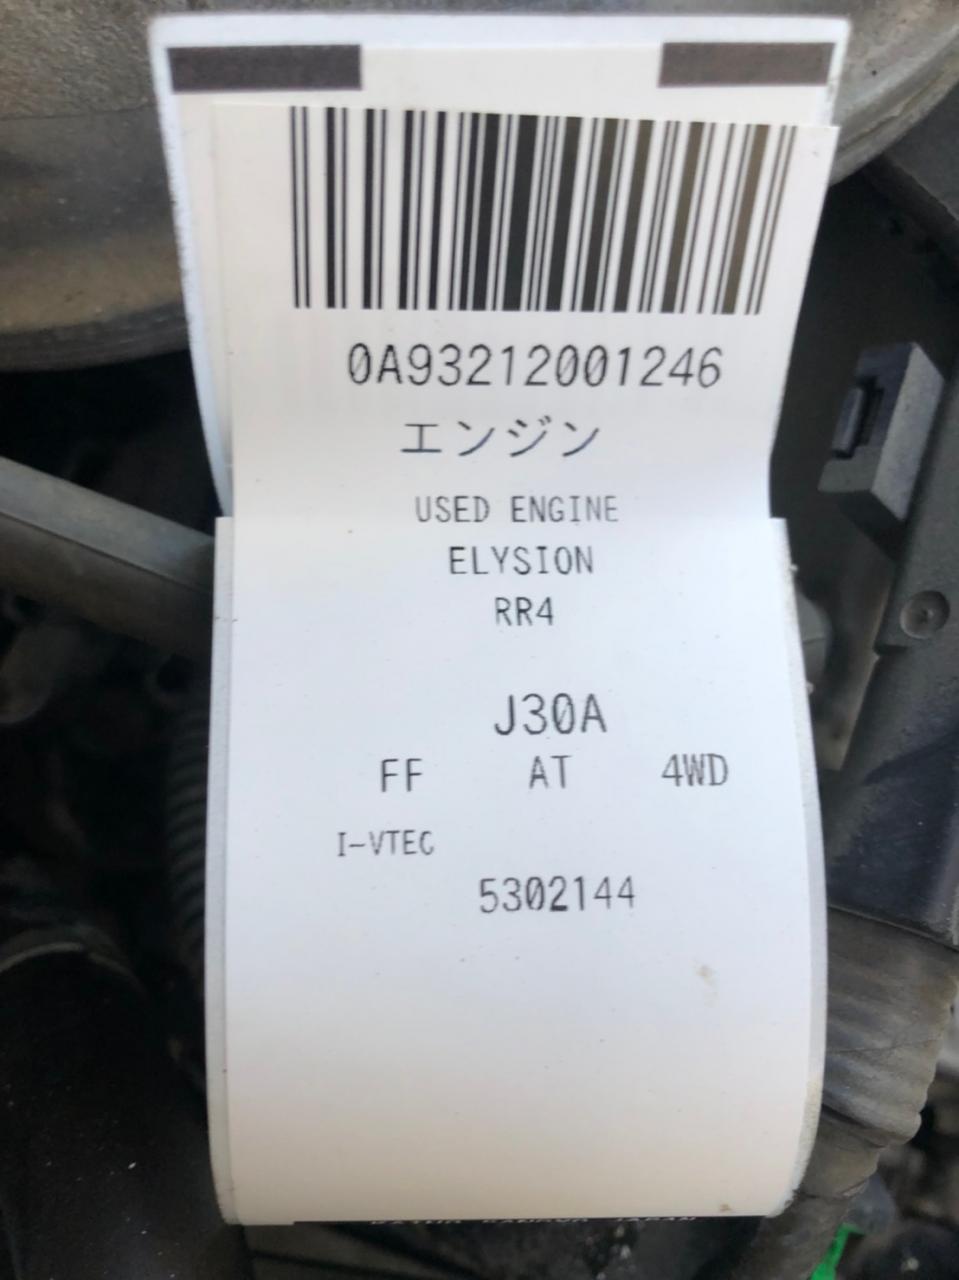 0A93212001246
エンジン
USED ENGINE
ELYSION
RR4
J30A
FF AT 4WD
I-VTEC
5302144